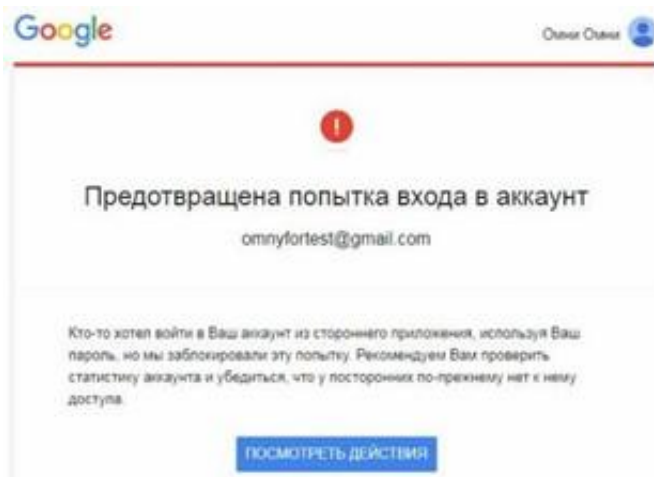 Google
Омни Омни
Предотвращена попытка входа в аккаунт
omnyfortest@gmail.com
Кто-то хотел войти в Ваш аккаунт из стороннего приложения, используя Ваш
пароль, но мы заблокировали эту попытку. Рекомендуем Вам проверить
статистику аккаунта и убедиться, что у посторонних по-прежнему нет к нему
доступа.
ПОСМОТРЕТЬ ДЕЙСТВИЯ